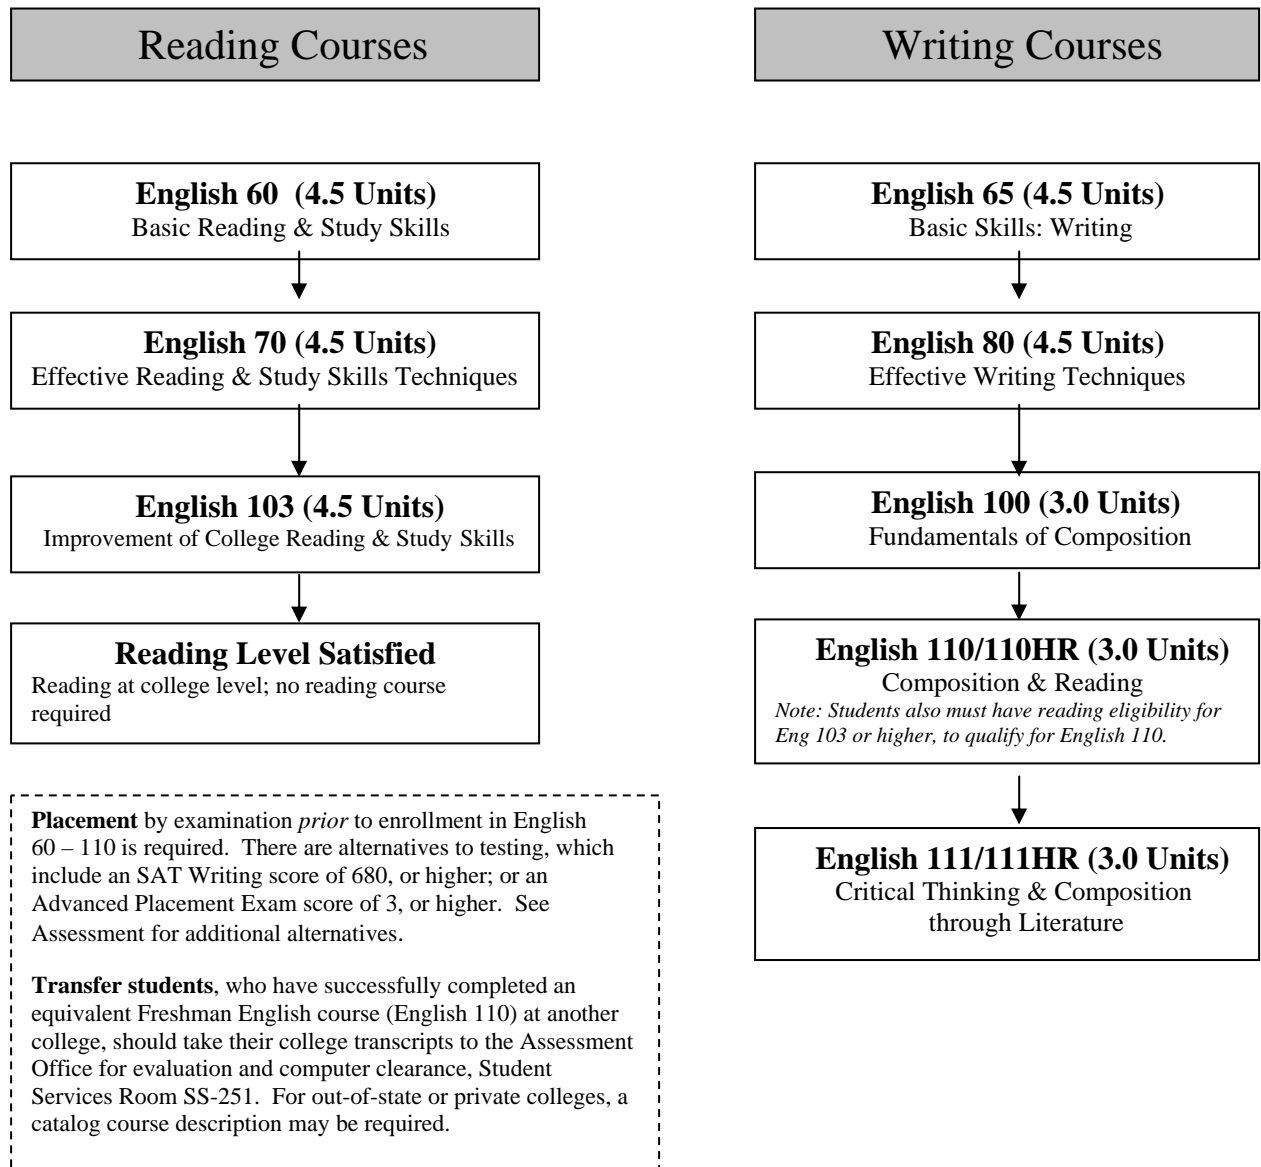 Reading Courses
English 60  (4.5 Units)
Basic Reading & Study Skills
English 70 (4.5 Units)
Effective Reading & Study Skills Techniques
English 103 (4.5 Units)
Improvement of College Reading & Study Skills
Reading Level Satisfied
Reading at college level; no reading course
required
Placement by examination prior to enrollment in English
60 – 110 is required.  There are alternatives to testing, which
include an SAT Writing score of 680, or higher; or an
Advanced Placement Exam score of 3, or higher.  See
Assessment for additional alternatives.
Transfer students, who have successfully completed an
equivalent Freshman English course (English 110) at another
college, should take their college transcripts to the Assessment
Office for evaluation and computer clearance, Student
Services Room SS-251.  For out-of-state or private colleges, a
catalog course description may be required.
Writing Courses
English 65 (4.5 Units)
Basic Skills: Writing
English 80 (4.5 Units)
Effective Writing Techniques
English 100 (3.0 Units)
Fundamentals of Composition
English 110/110HR (3.0 Units)
Composition & Reading
Note: Students also must have reading eligibility for
Eng 103 or higher, to qualify for English 110.
English 111/111HR (3.0 Units)
Critical Thinking & Composition
through Literature